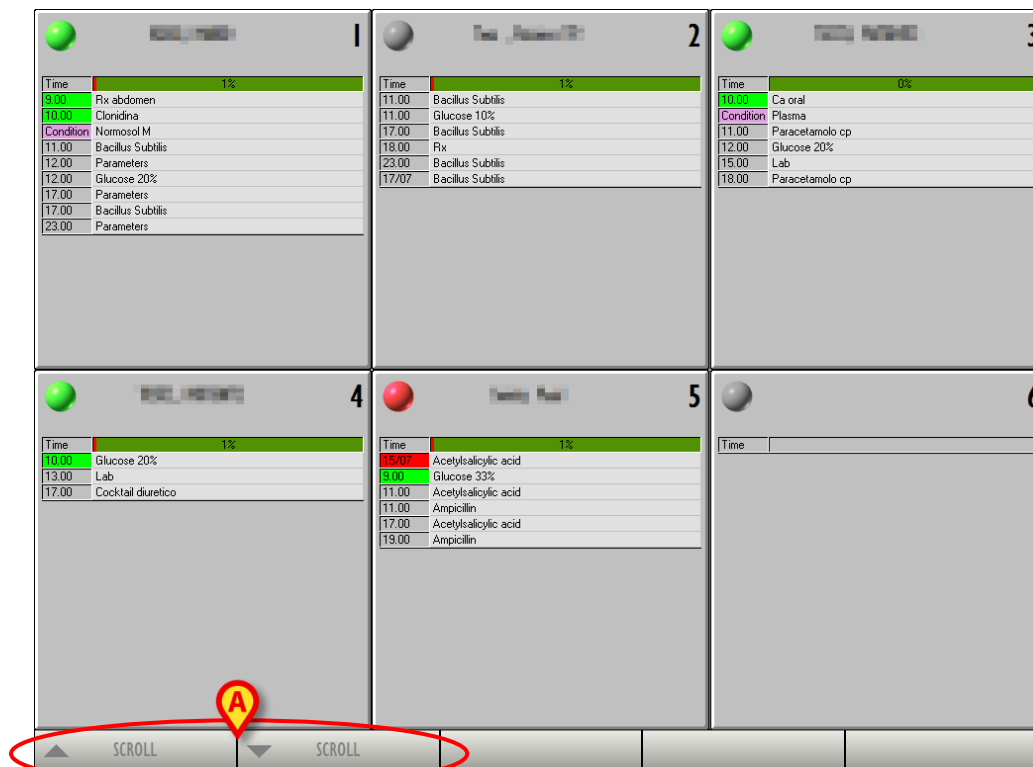 1
Time 1%
9.00 Rx abdomen
10.00 Clonidina
Condition Normosol M
11.00 Bacillus Subtilis
12.00 Parameters
12.00 Glucose 20%
17.00 Parameters
17.00 Bacillus Subtilis
23.00 Parameters
2
Time 1%
11.00 Bacillus Subtilis
11.00 Glucose 10%
17.00 Bacillus Subtilis
18.00 Rx
23.00 Bacillus Subtilis
17/07 Bacillus Subtilis
3
Time 0%
10.00 Ca oral
Condition Plasma
11.00 Paracetamolo cp
12.00 Glucose 20%
15.00 Lab
18.00 Paracetamolo cp
4
Time 1%
10.00 Glucose 20%
13.00 Lab
17.00 Cocktail diuretico
5
Time 1%
15/07 Acetylsalicylic acid
9.00 Glucose 33%
11.00 Acetylsalicylic acid
11.00 Ampicillin
17.00 Acetylsalicylic acid
19.00 Ampicillin
6
Time
A
SCROLL SCROLL